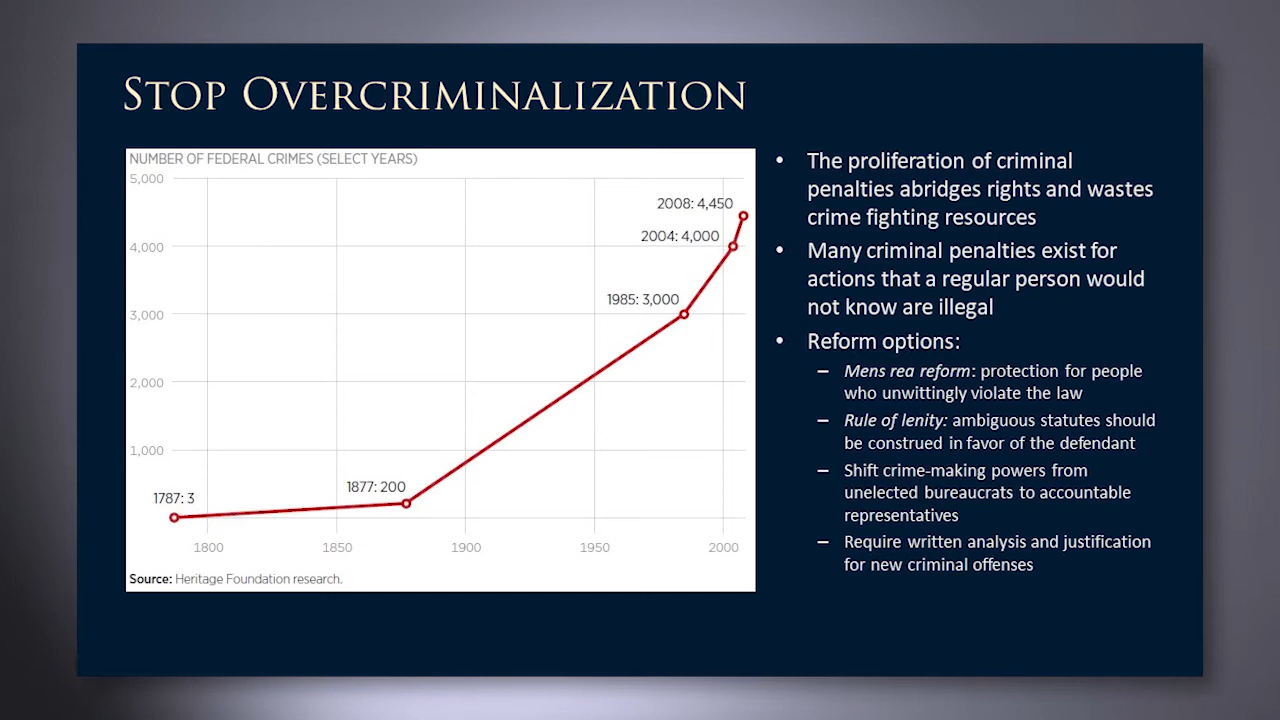 STOP OVERCRIMINALIZATION
NUMBER OF FEDERAL CRIMES (SELECT YEARS)
5,000
4,000
3,000
2,000
1,000
2008: 4,450
2004: 4,000
1985: 3,000
1877: 200
1787: 3
1800 1850 1900 1950 2000
Source: Heritage Foundation research.
• The proliferation of criminal
penalties abridges rights and wastes
crime fighting resources
• Many criminal penalties exist for
actions that a regular person would
not know are illegal
• Reform options:
– Mens rea reform: protection for people
who unwittingly violate the law
– Rule of lenity: ambiguous statutes should
be construed in favor of the defendant
– Shift crime-making powers from
unelected bureaucrats to accountable
representatives
– Require written analysis and justification
for new criminal offenses